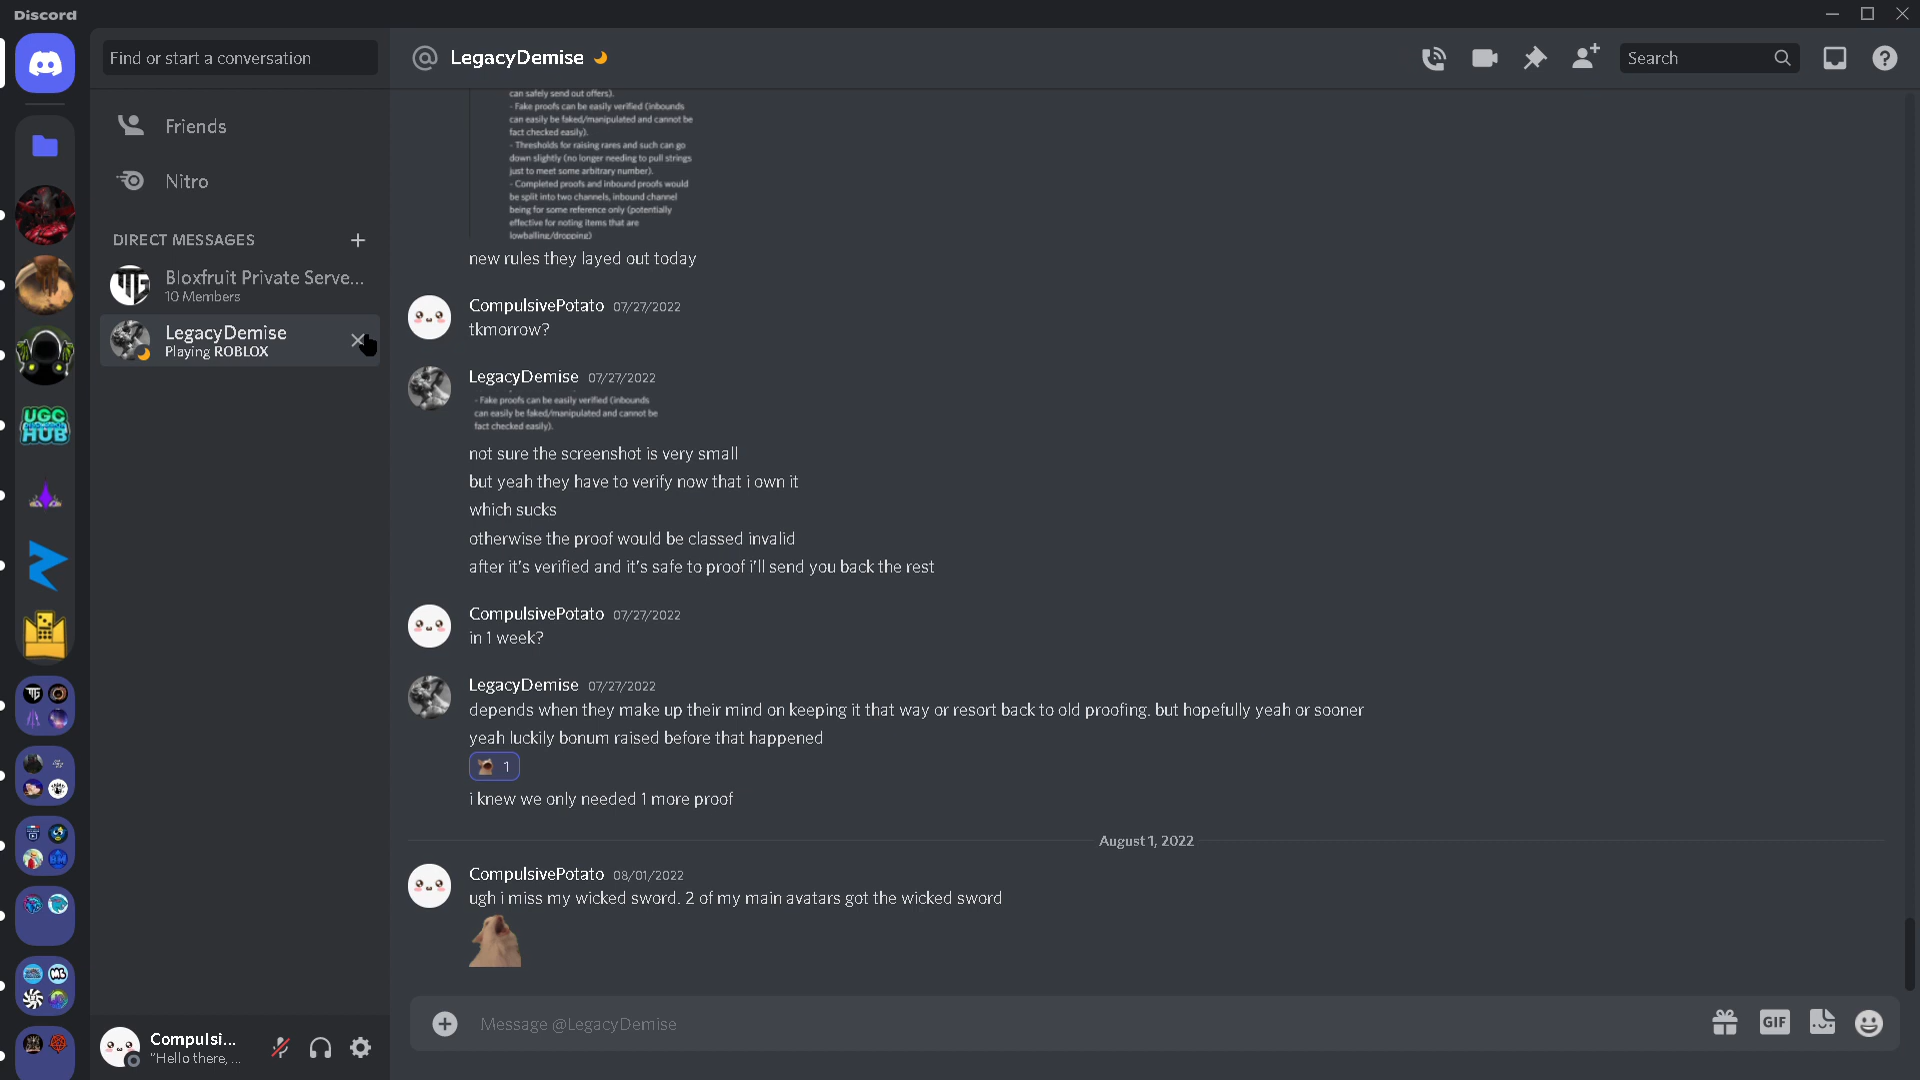 Discord
Find or start a conversation
LegacyDemise
Search
Friends
Nitro
DIRECT MESSAGES
Bloxfruit Private Serve...
10 Members
LegacyDemise
Playing ROBLOX
UGC
HUB
can safely send out offers).
- Fake proofs can be easily verified (inbounds
can easily be faked/manipulated and cannot be
fact checked easily).
- Thresholds for raising rares and such can go
down slightly (no longer needing to pull strings
just to meet some arbitrary number).
- Completed proofs and inbound proofs would
be split into two channels, inbound channel
being for some reference only (potentially
effective for noting items that are
lowballing/dropping)
new rules they layed out today
CompulsivePotato 07/27/2022
tkmorrow?
LegacyDemise 07/27/2022
- Fake proofs can be easily verified (inbounds
can easily be faked/manipulated and cannot be
fact checked easily).
not sure the screenshot is very small
but yeah they have to verify now that i own it
which sucks
otherwise the proof would be classed invalid
after it's verified and it's safe to proof i'll send you back the rest
CompulsivePotato 07/27/2022
in 1 week?
LegacyDemise 07/27/2022
depends when they make up their mind on keeping it that way or resort back to old proofing. but hopefully yeah or sooner
yeah luckily bonum raised before that happened
1
i knew we only needed 1 more proof
August 1, 2022
CompulsivePotato 08/01/2022
ugh i miss my wicked sword. 2 of my main avatars got the wicked sword
Message @LegacyDemise
GIF
Compulsi...
"Hello there, ...